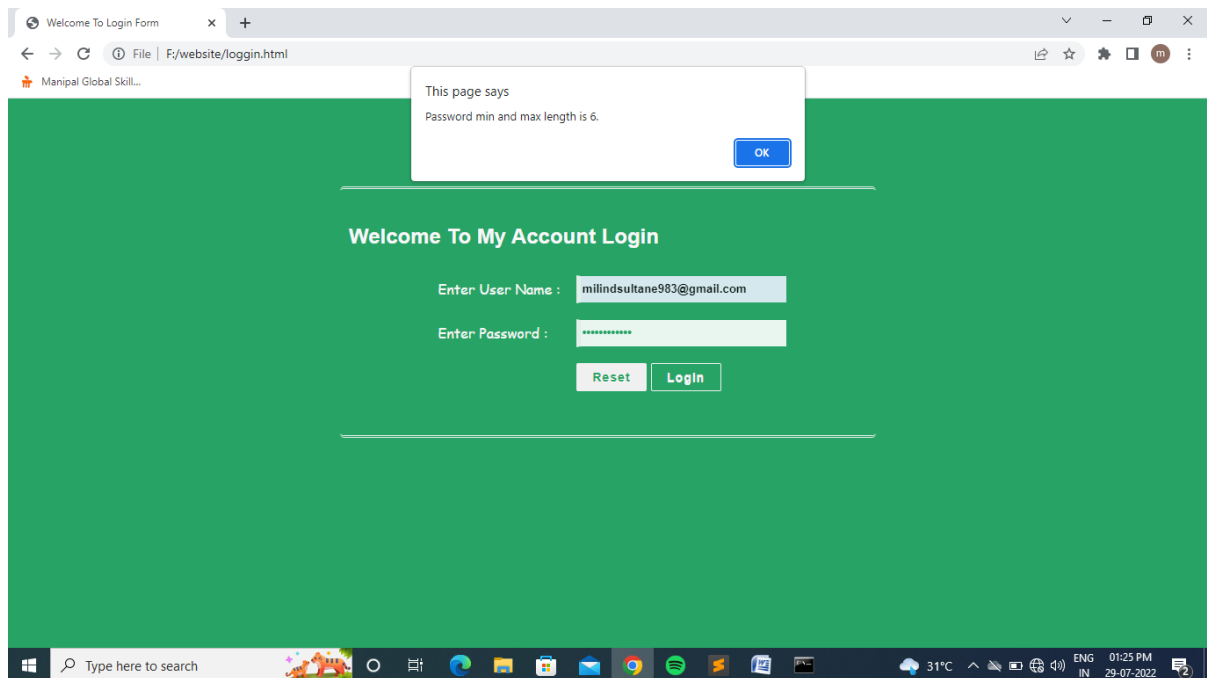 Welcome To Login Form
File | F:/website/loggin.html
m
Manipal Global Skill...
This page says
Password min and max length is 6.
OK
Welcome To My Account Login
Enter User Name : milindsultane983@gmail.com
Enter Password : ••••••••••••
Reset Login
Type here to search
31°C ENG 01:25 PM
IN 29-07-2022 2